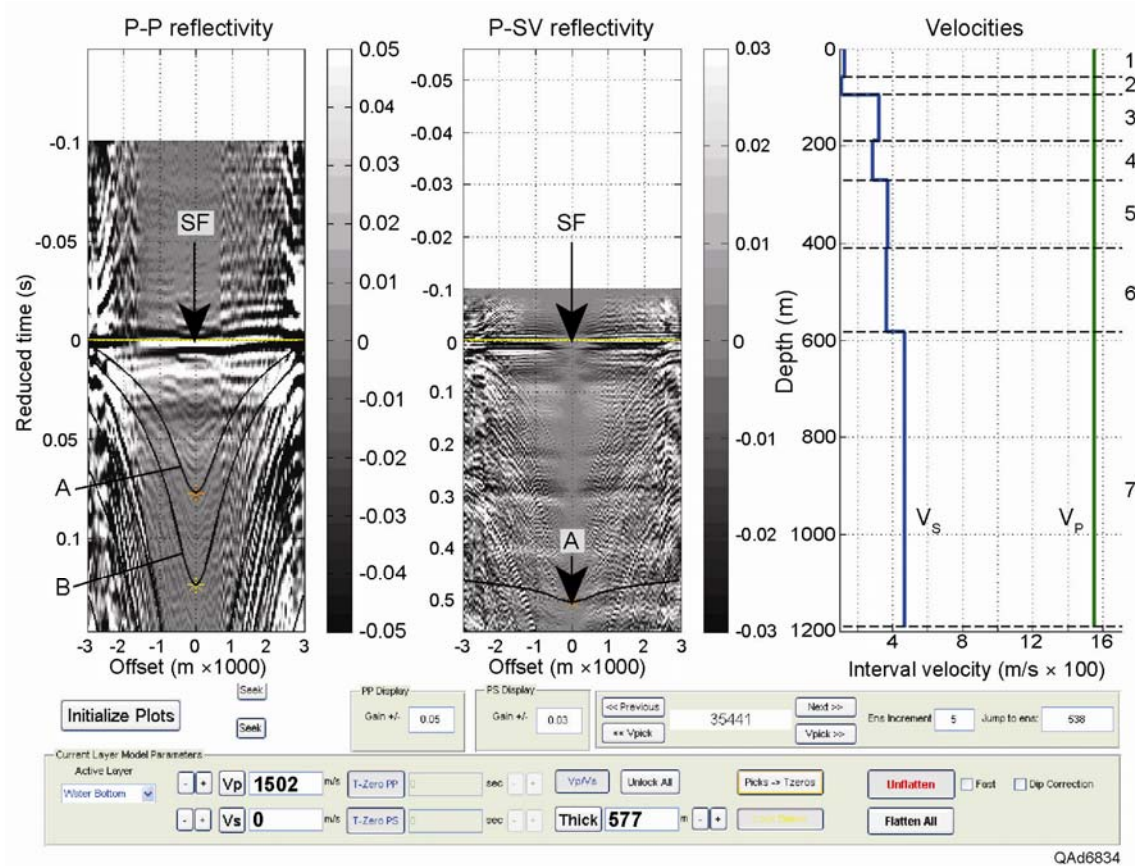 P-P reflectivity
P-SV reflectivity
Velocities
Reduced time (s)
-0.1
-0.05
0
0.05
0.1
SF
A
B
-3 -2 -1 0 1 2 3
Offset (m ×1000)
0.05
0.04
0.03
0.02
0.01
0
-0.01
-0.02
-0.03
-0.04
-0.05
-0.05
-0.04
-0.03
-0.02
-0.1
0
0.1
0.2
0.3
0.4
0.5
SF
A
-3 -2 -1 0 1 2 3
Offset (m ×1000)
0.03
0.02
0.01
0
-0.01
-0.02
-0.03
Depth (m)
0
200
400
600
800
1000
1200
VS
VP
1
2
3
4
5
6
7
4 8 12 16
Interval velocity (m/s × 100)
Initialize Plots
Seek
Seek
PP Display
Gain +/-
0.05
PS Display
Gain +/-
0.03
<< Previous
35441
Next >>
<< Vpick
Vpick >>
Ens Increment
5
Jump to ens:
538
Current Layer Model Parameters
Active Layer
Water Bottom
- + Vp 1502 m/s
T-Zero PP 0 sec - +
Vp/Vs
Unlock All
Picks -> Tzeros
Unflatten
Fast
Dip Correction
- + Vs 0 m/s
T-Zero PS 0 sec - +
Thick 577 m - +
Flatten All
QAd6834